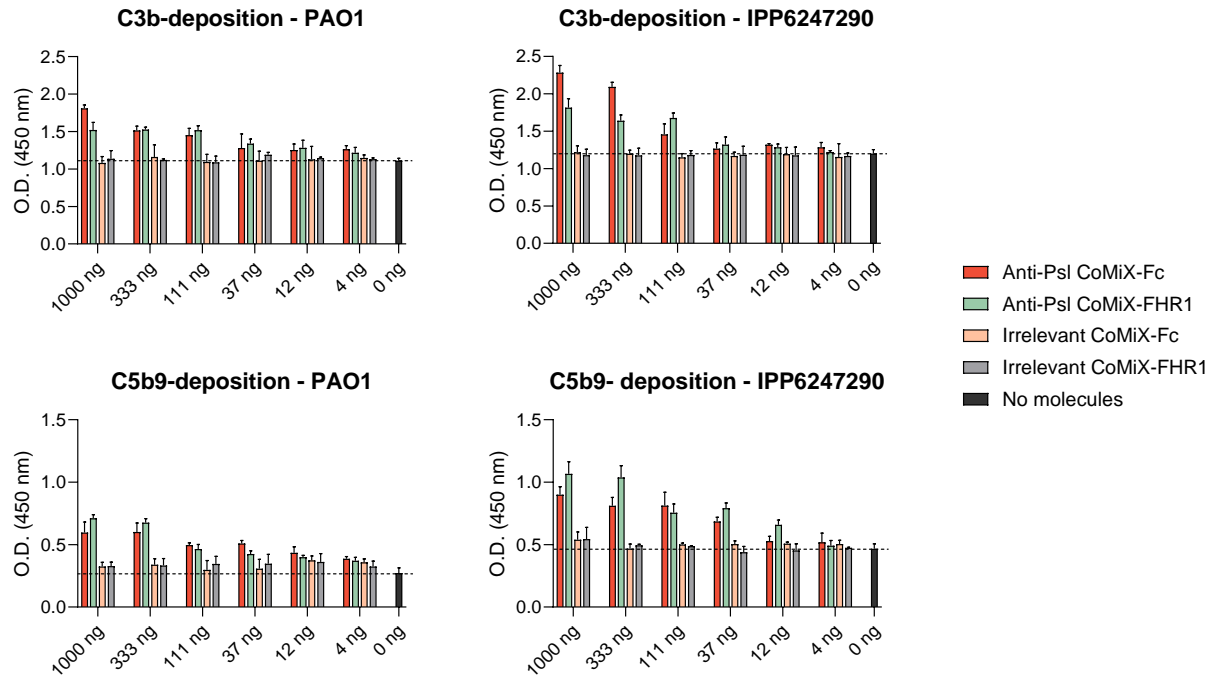 C3b-deposition - PAO1
2.5
2.0
1.5
1.0
0.5
0.0
O.D. (450 nm)
1000 ng
333 ng
111 ng
37 ng
12 ng
4 ng
0 ng
C3b-deposition - IPP6247290
2.5
2.0
1.5
1.0
0.5
0.0
O.D. (450 nm)
1000 ng
333 ng
111 ng
37 ng
12 ng
4 ng
0 ng
Anti-Psl CoMiX-Fc
Anti-Psl CoMiX-FHR1
Irrelevant CoMiX-Fc
Irrelevant CoMiX-FHR1
No molecules
C5b9-deposition - PAO1
1.5
1.0
0.5
0.0
O.D. (450 nm)
1000 ng
333 ng
111 ng
37 ng
12 ng
4 ng
0 ng
C5b9- deposition - IPP6247290
1.5
1.0
0.5
0.0
O.D. (450 nm)
1000 ng
333 ng
111 ng
37 ng
12 ng
4 ng
0 ng